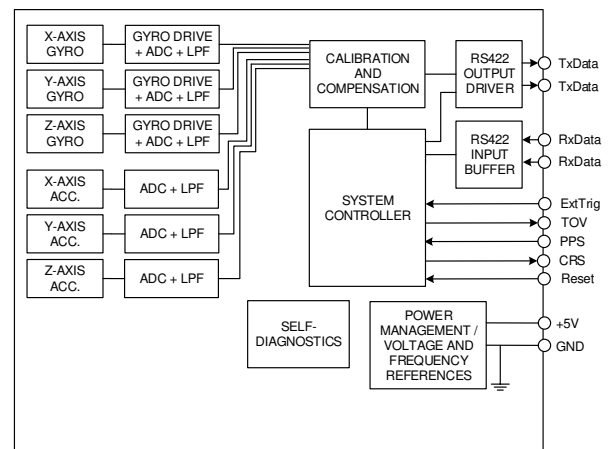 X-AXIS
GYRO
GYRO DRIVE
+ ADC + LPF
Y-AXIS
GYRO
GYRO DRIVE
+ ADC + LPF
Z-AXIS
GYRO
GYRO DRIVE
+ ADC + LPF
X-AXIS
ACC.
ADC + LPF
Y-AXIS
ACC.
ADC + LPF
Z-AXIS
ACC.
ADC + LPF
CALIBRATION
AND
COMPENSATION
RS422
OUTPUT
DRIVER
TxData
TxData
SYSTEM
CONTROLLER
RS422
INPUT
BUFFER
RxData
RxData
ExtTrig
TOV
PPS
CRS
Reset
SELF-
DIAGNOSTICS
POWER
MANAGEMENT /
VOLTAGE AND
FREQUENCY
REFERENCES
+5V
GND